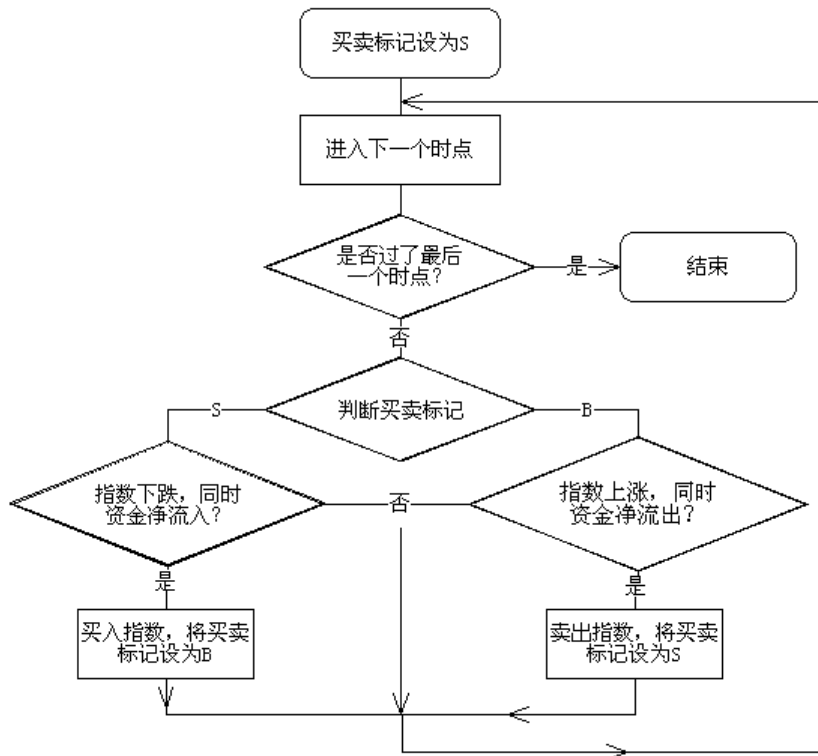 买卖标记设为S
进入下一个时点
是否过了最后
一个时点?
是
结束
否
判断买卖标记
S
B
指数下跌，同时
资金净流入?
否
指数上涨，同时
资金净流出?
是
是
买入指数，将买卖
标记设为B
卖出指数，将买卖
标记设为S